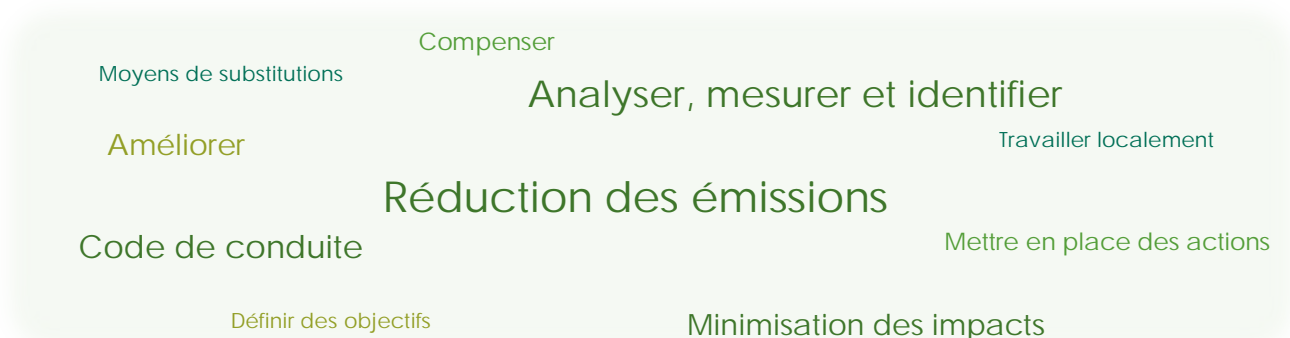 Compenser
Moyens de substitutions
Analyser, mesurer et identifier
Améliorer
Travailler localement
Réduction des émissions
Code de conduite
Mettre en place des actions
Définir des objectifs
Minimisation des impacts